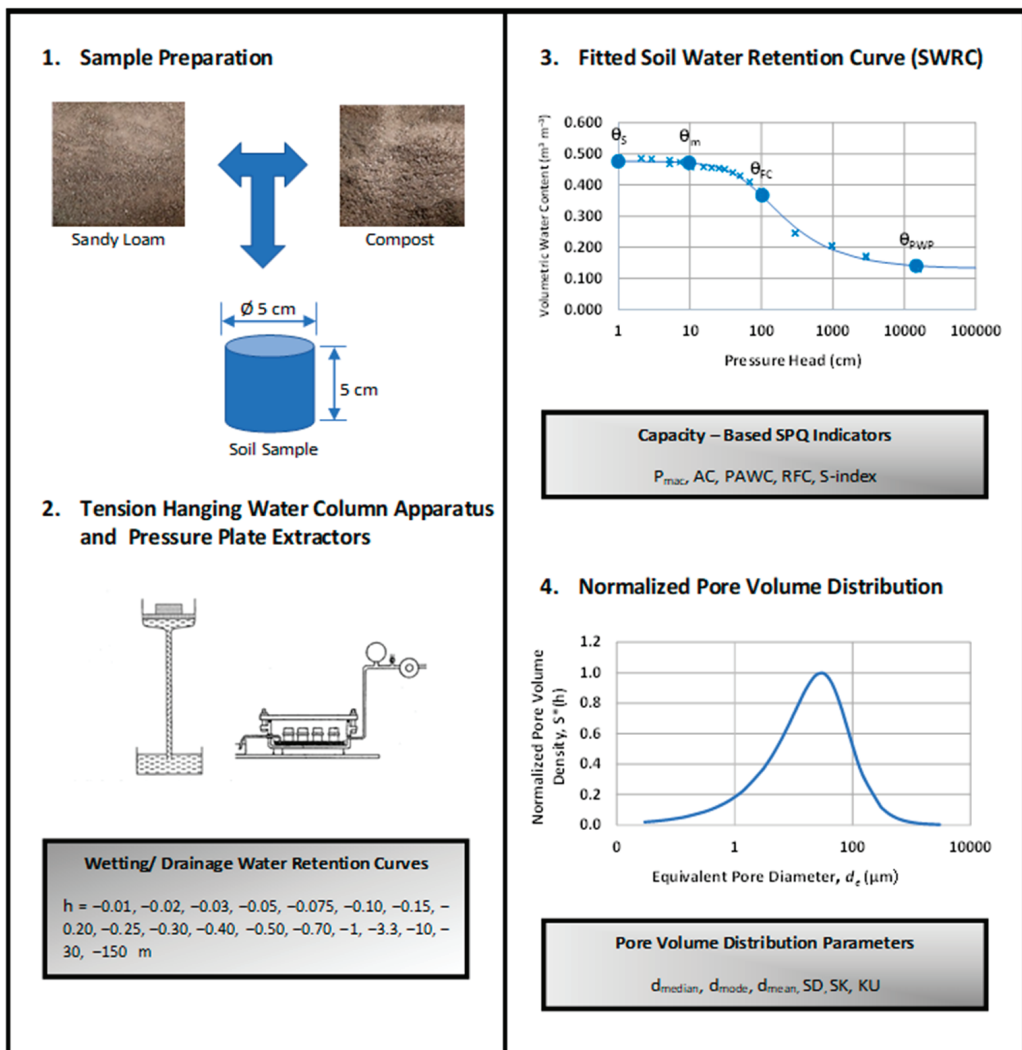 1. Sample Preparation
Sandy Loam
Compost
Ø 5 cm
5 cm
Soil Sample
2. Tension Hanging Water Column Apparatus
and Pressure Plate Extractors
Wetting/ Drainage Water Retention Curves
h = −0.01, −0.02, −0.03, −0.05, −0.075, −0.10, −0.15, −
0.20, −0.25, −0.30, −0.40, −0.50, −0.70, −1, −3.3, −10, −
30, −150 m
3. Fitted Soil Water Retention Curve (SWRC)
Volumetric Water Content (m³ m⁻³)
0.600
0.500
0.400
0.300
0.200
0.100
0.000
θS
θm
θFC
θPWP
1 10 100 1000 10000 100000
Pressure Head (cm)
Capacity – Based SPQ Indicators
Pmac, AC, PAWC, RFC, S-index
4. Normalized Pore Volume Distribution
Normalized Pore Volume
Density, S*(h)
1.2
1.0
0.8
0.6
0.4
0.2
0.0
0 1 100 10000
Equivalent Pore Diameter, de (μm)
Pore Volume Distribution Parameters
dmedian, dmode, dmean, SD, SK, KU